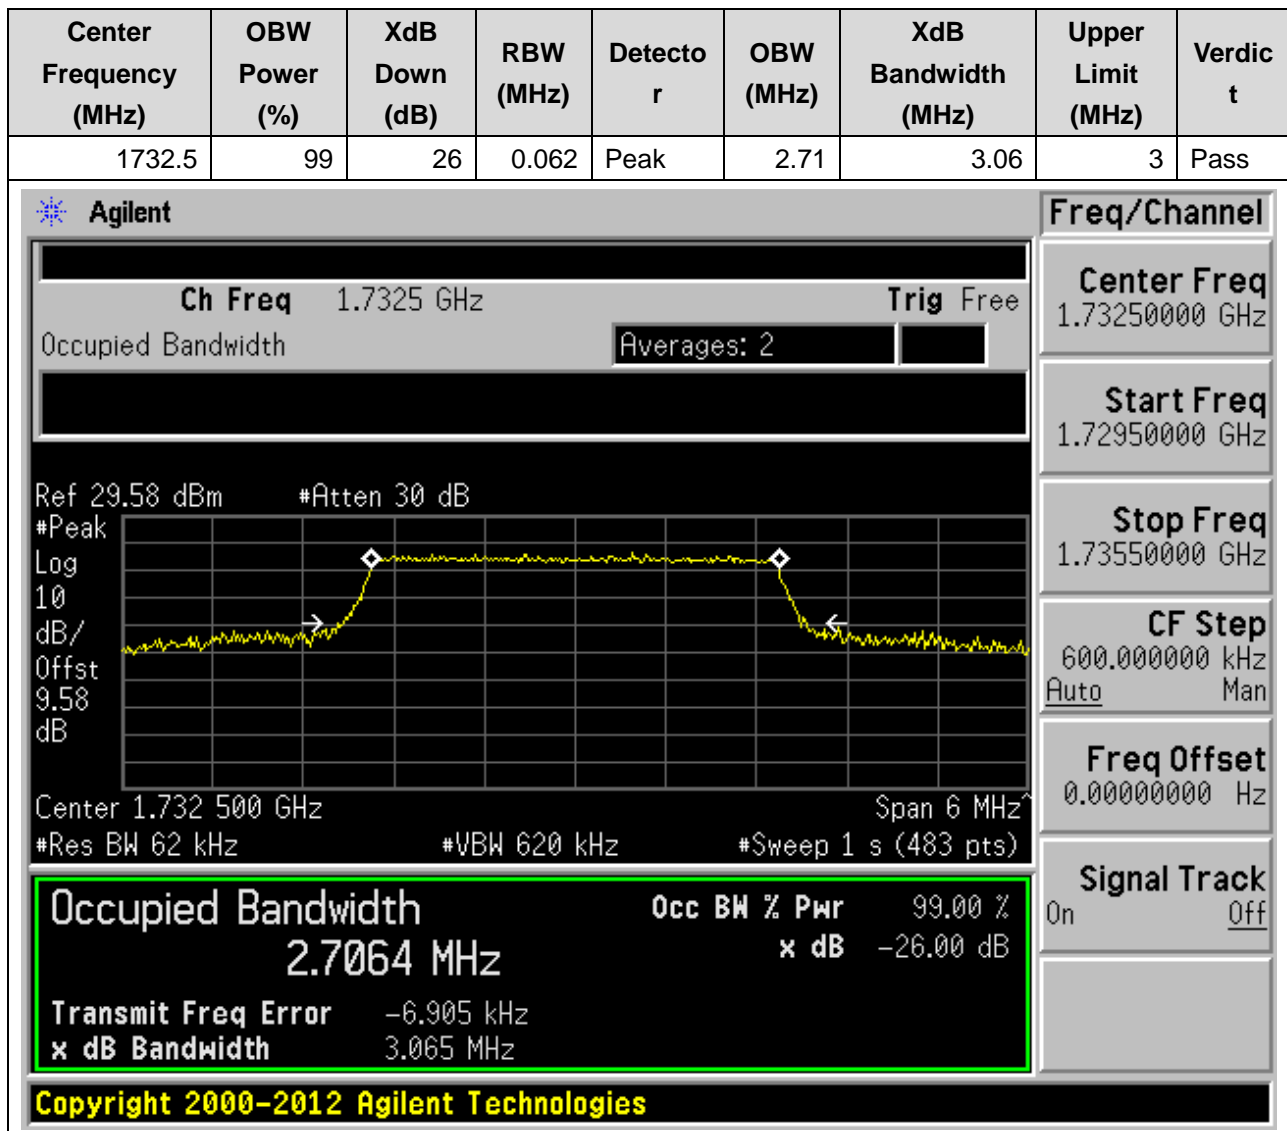 Center Frequency (MHz) OBW Power (%) XdB Down (dB) RBW (MHz) Detector OBW (MHz) XdB Bandwidth (MHz) Upper Limit (MHz) Verdict
1732.5 99 26 0.062 Peak 2.71 3.06 3 Pass
Agilent
Freq/Channel
Ch Freq 1.7325 GHz Trig Free
Occupied Bandwidth Averages: 2
Center Freq
1.73250000 GHz
Start Freq
1.72950000 GHz
Stop Freq
1.73550000 GHz
CF Step
600.000000 kHz
Auto Man
Freq Offset
0.00000000 Hz
Signal Track
On Off
Ref 29.58 dBm #Atten 30 dB
#Peak
Log
10
dB/
Offst
9.58
dB
Center 1.732 500 GHz Span 6 MHz^
#Res BW 62 kHz #VBW 620 kHz #Sweep 1 s (483 pts)
Occupied Bandwidth
2.7064 MHz
Occ BW % Pwr 99.00 %
x dB -26.00 dB
Transmit Freq Error -6.905 kHz
x dB Bandwidth 3.065 MHz
Copyright 2000-2012 Agilent Technologies